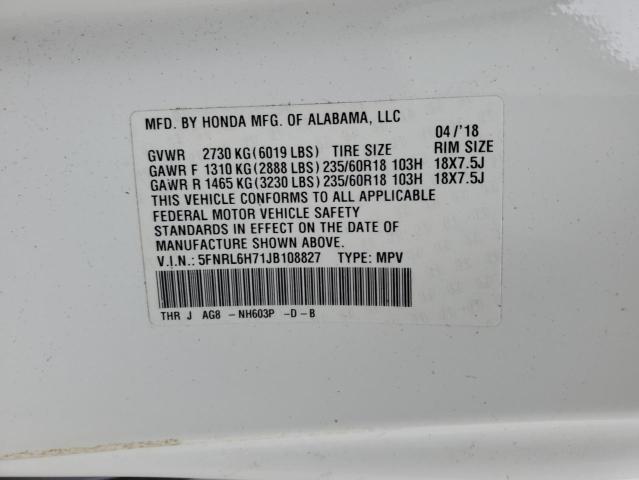 MFD. BY HONDA MFG. OF ALABAMA, LLC
04/'18
GVWR 2730 KG(6019 LBS) TIRE SIZE RIM SIZE
GAWR F 1310 KG(2888 LBS) 235/60R18 103H 18X7.5J
GAWR R 1465 KG(3230 LBS) 235/60R18 103H 18X7.5J
THIS VEHICLE CONFORMS TO ALL APPLICABLE
FEDERAL MOTOR VEHICLE SAFETY
STANDARDS IN EFFECT ON THE DATE OF
MANUFACTURE SHOWN ABOVE.
V.I.N.: 5FNRL6H71JB108827 TYPE: MPV
THR J AG8 -NH603P -D-B